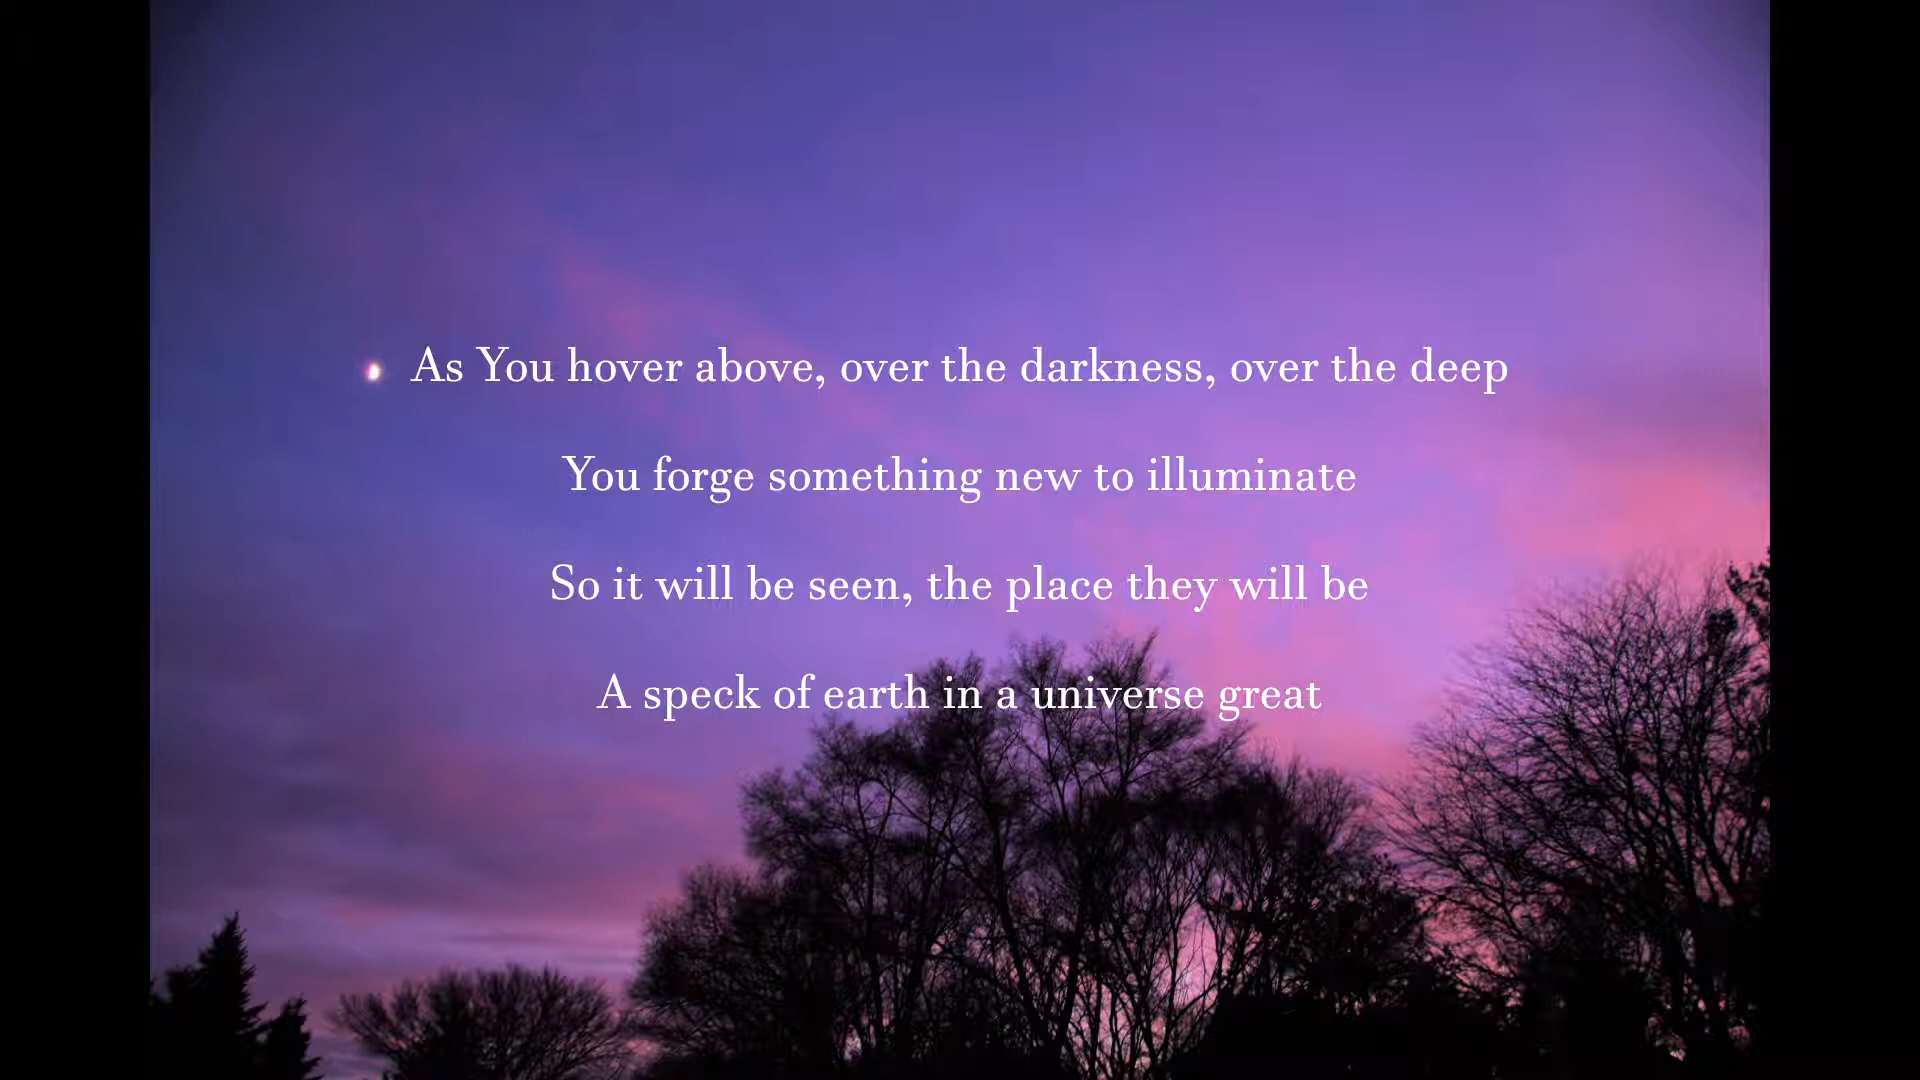 As You hover above, over the darkness, over the deep
You forge something new to illuminate
So it will be seen, the place they will be
A speck of earth in a universe great